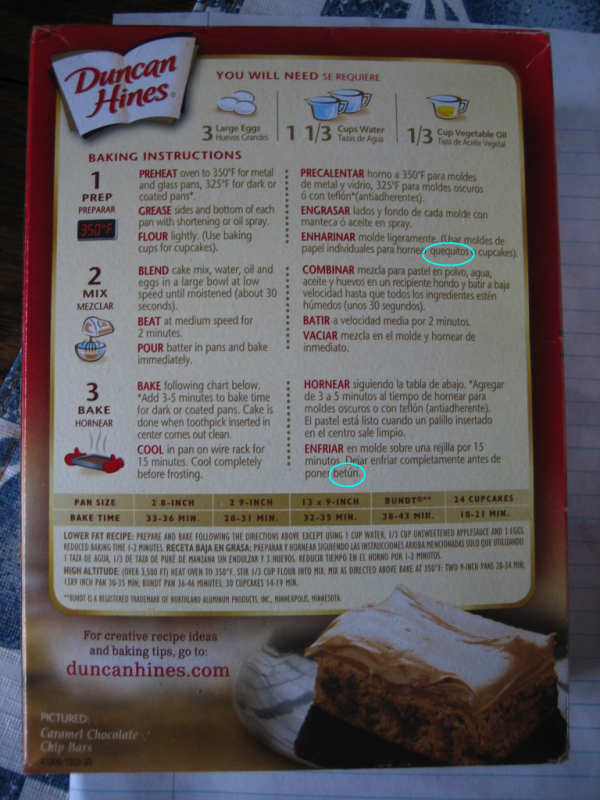 Duncan
Hines®
YOU WILL NEED SE REQUIERE
3 Large Eggs
Huevos Grandes
1 1/3 Cups Water
Tazas de Agua
1/3 Cup Vegetable Oil
Taza de Aceite Vegetal
BAKING INSTRUCTIONS
1
PREP
PREPARAR
350°F
PREHEAT oven to 350°F for metal
and glass pans, 325°F for dark or
coated pans*.
GREASE sides and bottom of each
pan with shortening or oil spray.
FLOUR lightly. (Use baking
cups for cupcakes).
PRECALENTAR horno a 350°F para moldes
de metal y vidrio, 325°F para moldes oscuros
ó con teflón*(antiadherentes).
ENGRASAR lados y fondo de cada molde con
manteca ó aceite en spray.
ENHARINAR molde ligeramente. (Usar moldes de
papel individuales para hornear quequitos o cupcakes).
2
MIX
MEZCLAR
BLEND cake mix, water, oil and
eggs in a large bowl at low
speed until moistened (about 30
seconds).
BEAT at medium speed for
2 minutes.
POUR batter in pans and bake
immediately.
COMBINAR mezcla para pastel en polvo, agua,
aceite y huevos en un recipiente hondo y batir a baja
velocidad hasta que todos los ingredientes estén
húmedos (unos 30 segundos).
BATIR a velocidad media por 2 minutos.
VACIAR mezcla en el molde y hornear de
inmediato.
3
BAKE
HORNEAR
BAKE following chart below.
*Add 3-5 minutes to bake time
for dark or coated pans. Cake is
done when toothpick inserted in
center comes out clean.
COOL in pan on wire rack for
15 minutes. Cool completely
before frosting.
HORNEAR siguiendo la tabla de abajo. *Agregar
de 3 a 5 minutos al tiempo de hornear para
moldes oscuros o con teflón (antiadherente).
El pastel está listo cuando un palillo insertado
en el centro sale limpio.
ENFRIAR en molde sobre una rejilla por 15
minutos. Dejar enfriar completamente antes de
poner betún.
PAN SIZE 2 8-INCH 2 9-INCH 13 x 9-INCH BUNDT®** 24 CUPCAKES
BAKE TIME 33-36 MIN. 28-31 MIN. 32-35 MIN. 38-43 MIN. 18-21 MIN.
LOWER FAT RECIPE: PREPARE AND BAKE FOLLOWING THE DIRECTIONS ABOVE EXCEPT USING 1 CUP WATER, 1/3 CUP UNSWEETENED APPLESAUCE AND 3 EGGS.
REDUCED BAKING TIME 1-2 MINUTES. RECETA BAJA EN GRASA: PREPARAR Y HORNEAR SIGUIENDO LAS INSTRUCCIONES ARRIBA MENCIONADAS SOLO QUE UTILIZANDO
1 TAZA DE AGUA, 1/3 TAZA DE PURÉ DE MANZANA SIN ENDULZAR Y 3 HUEVOS. REDUCIR TIEMPO EN EL HORNO POR 1-2 MINUTOS.
HIGH ALTITUDE: (OVER 3,500 FT) HEAT OVEN TO 350°F. STIR 1/3 CUP FLOUR INTO MIX. MIX AS DIRECTED ABOVE. BAKE AT 350°F: TWO 9-INCH PANS 28-34 MIN;
13X9 INCH PAN 30-35 MIN; BUNDT PAN 36-46 MINUTES; 30 CUPCAKES 14-19 MIN.
**BUNDT IS A REGISTERED TRADEMARK OF NORTHLAND ALUMINUM PRODUCTS, INC., MINNEAPOLIS, MINNESOTA.
For creative recipe ideas
and baking tips, go to:
duncanhines.com
PICTURED:
Caramel Chocolate
Chip Bars